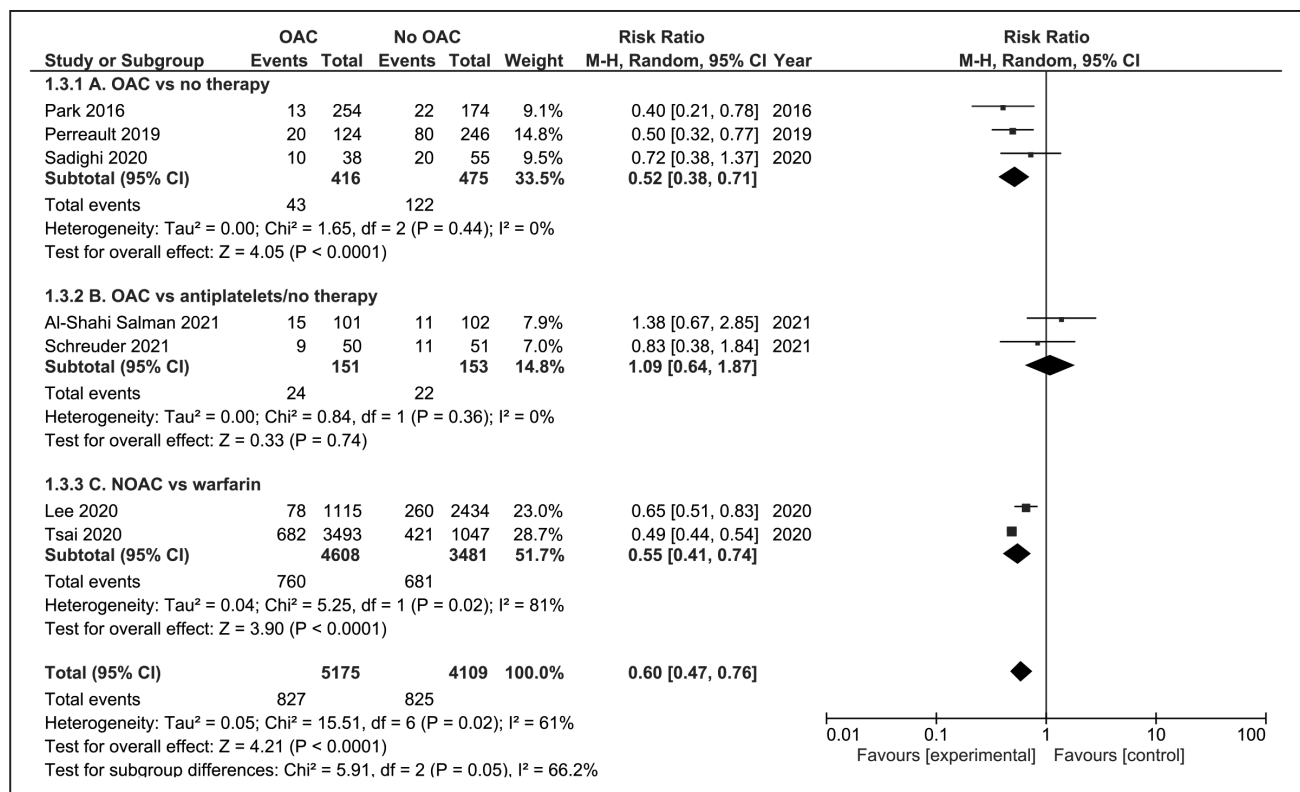 OAC No OAC Risk Ratio Risk Ratio
Study or Subgroup Events Total Events Total Weight M-H, Random, 95% CI Year M-H, Random, 95% CI
1.3.1 A. OAC vs no therapy
Park 2016 13 254 22 174 9.1% 0.40 [0.21, 0.78] 2016
Perreault 2019 20 124 80 246 14.8% 0.50 [0.32, 0.77] 2019
Sadighi 2020 10 38 20 55 9.5% 0.72 [0.38, 1.37] 2020
Subtotal (95% CI) 416 475 33.5% 0.52 [0.38, 0.71]
Total events 43 122
Heterogeneity: Tau² = 0.00; Chi² = 1.65, df = 2 (P = 0.44); I² = 0%
Test for overall effect: Z = 4.05 (P < 0.0001)
1.3.2 B. OAC vs antiplatelets/no therapy
Al-Shahi Salman 2021 15 101 11 102 7.9% 1.38 [0.67, 2.85] 2021
Schreuder 2021 9 50 11 51 7.0% 0.83 [0.38, 1.84] 2021
Subtotal (95% CI) 151 153 14.8% 1.09 [0.64, 1.87]
Total events 24 22
Heterogeneity: Tau² = 0.00; Chi² = 0.84, df = 1 (P = 0.36); I² = 0%
Test for overall effect: Z = 0.33 (P = 0.74)
1.3.3 C. NOAC vs warfarin
Lee 2020 78 1115 260 2434 23.0% 0.65 [0.51, 0.83] 2020
Tsai 2020 682 3493 421 1047 28.7% 0.49 [0.44, 0.54] 2020
Subtotal (95% CI) 4608 3481 51.7% 0.55 [0.41, 0.74]
Total events 760 681
Heterogeneity: Tau² = 0.04; Chi² = 5.25, df = 1 (P = 0.02); I² = 81%
Test for overall effect: Z = 3.90 (P < 0.0001)
Total (95% CI) 5175 4109 100.0% 0.60 [0.47, 0.76]
Total events 827 825
Heterogeneity: Tau² = 0.05; Chi² = 15.51, df = 6 (P = 0.02); I² = 61%
Test for overall effect: Z = 4.21 (P < 0.0001)
Test for subgroup differences: Chi² = 5.91, df = 2 (P = 0.05), I² = 66.2%
0.01 0.1 1 10 100
Favours [experimental] Favours [control]